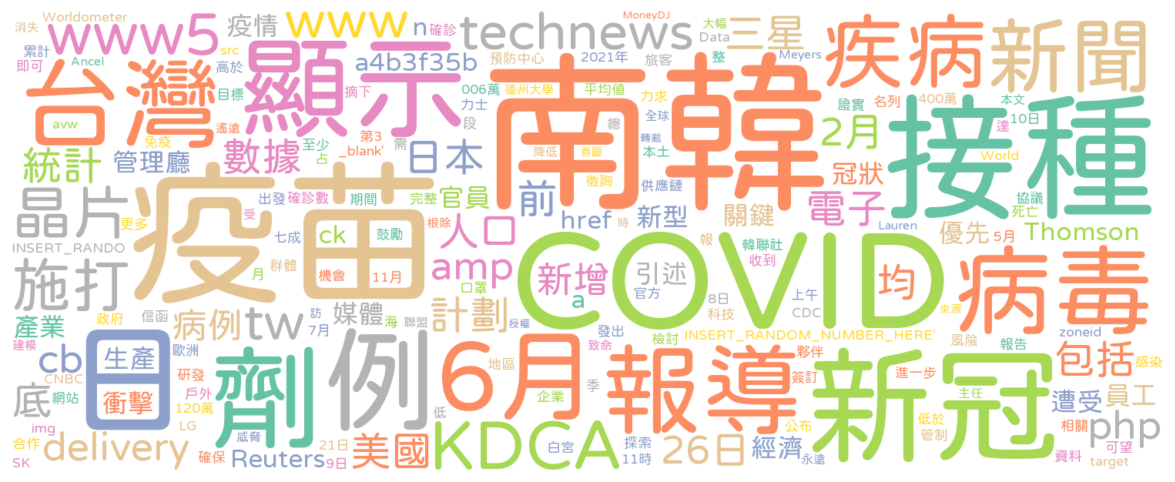 消失 Worldometer
www5 疫情 www n 確診 technews MoneyDJ 大幅 三星 疾病 新聞
累計 Ancel src 高於 a4b3f35b 預防中心 2021年 旅客 Data 整 Meyers
即可 台灣 顯示 目標 摘下 006萬 德州大學 平均值 力求 證實 名列 400萬 本文
avw 免疫 遙遠 力士 段 南韓 全球 2月 接種 達 10日
統計 管理廳 數據 至少 占 第3 _blank' 需 日本 總 轉載 本土 降低 首圖 冠狀 World
晶片 疫苗 出發 確診數 期間 完整 官員 前 徵詢 供應鏈 關鍵 電子 協議 死亡
更多 受 七成 ck 鼓勵 根除 人口 href 新型 時 報 韓聯社 Lauren 優先 5月 Thomson
INSERT_RANDO 月 群體 機會 11月 amp COVID 新增 引述 收到 均 病毒
施打 口罩 a 官方 8日 科技 上午 CDC 來源
政府 信函 訪 媒體 海 聯盟 計劃 授權 發出 INSERT_RANDOM_NUMBER_HERE' zoneid
產業 病例 tw 7月 例 6月 地區 致命 報導 檢討 夥伴 風險 報告 包括
建模 cb 日 生產 歐洲 劑 簽訂 進一步 新冠 感染
CNBC 網站 研發 戶外 衝擊 低 企業 季 主任 遭受 員工
底 img 120萬 LG 威脅 KDCA 公布 低於 管制 相關 php
合作 delivery 確保 Reuters 21日 美國 白宮 探索 26日 經濟 資料 可望
SK 9日 11時 永遠 target